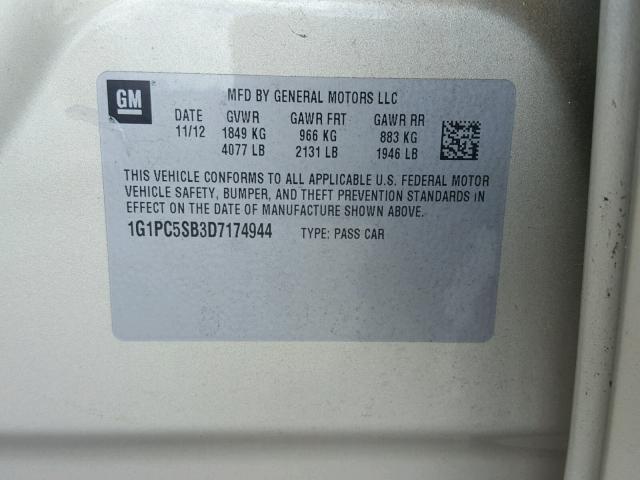 GM MFD BY GENERAL MOTORS LLC
DATE GVWR GAWR FRT GAWR RR
11/12 1849 KG 966 KG 883 KG
4077 LB 2131 LB 1946 LB
THIS VEHICLE CONFORMS TO ALL APPLICABLE U.S. FEDERAL MOTOR
VEHICLE SAFETY, BUMPER, AND THEFT PREVENTION STANDARDS
IN EFFECT ON THE DATE OF MANUFACTURE SHOWN ABOVE.
1G1PC5SB3D7174944 TYPE: PASS CAR